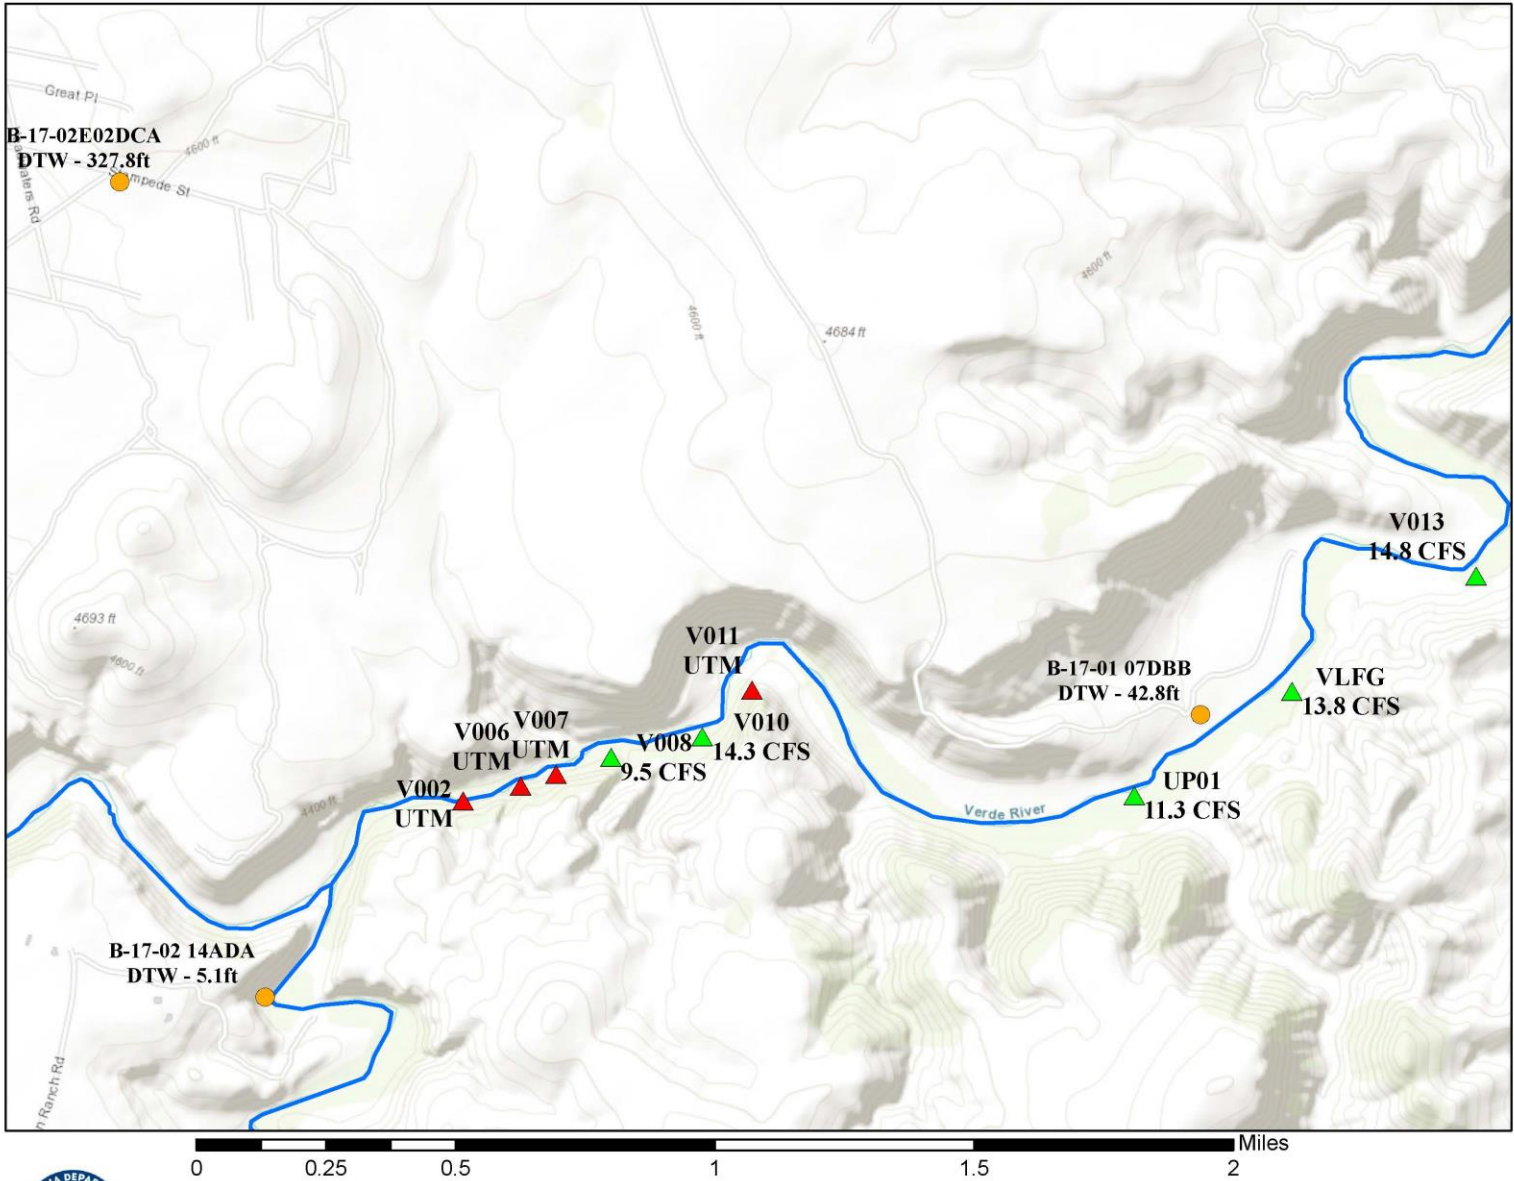 Great Pl
B-17-02E02DCA
DTW - 327.8ft
4600 ft
Stampede St
Rd
4600 ft
4600 ft
4684 ft
V013
14.8 CFS
4693 ft
4600 ft
V011
UTM
B-17-01 07DBB
DTW - 42.8ft
VLFG
13.8 CFS
V006
UTM
V007
UTM
V008
9.5 CFS
V010
14.3 CFS
V002
UTM
4400 ft
UP01
11.3 CFS
Verde River
B-17-02 14ADA
DTW - 5.1ft
Ranch Rd
Miles
0 0.25 0.5 1 1.5 2